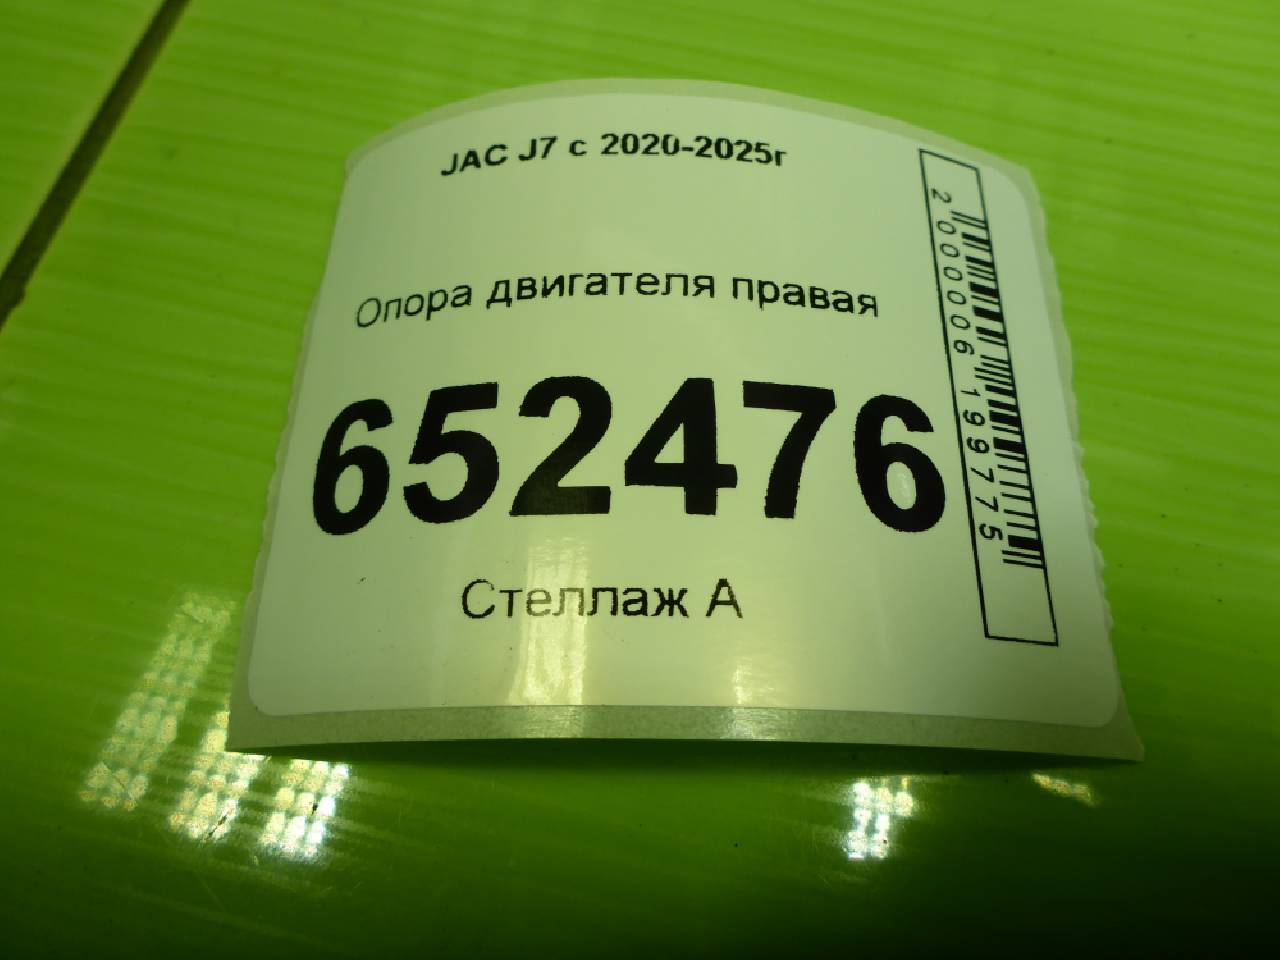 JAC J7 с 2020-2025г
Опора двигателя правая
652476
Стеллаж А
2000006199775